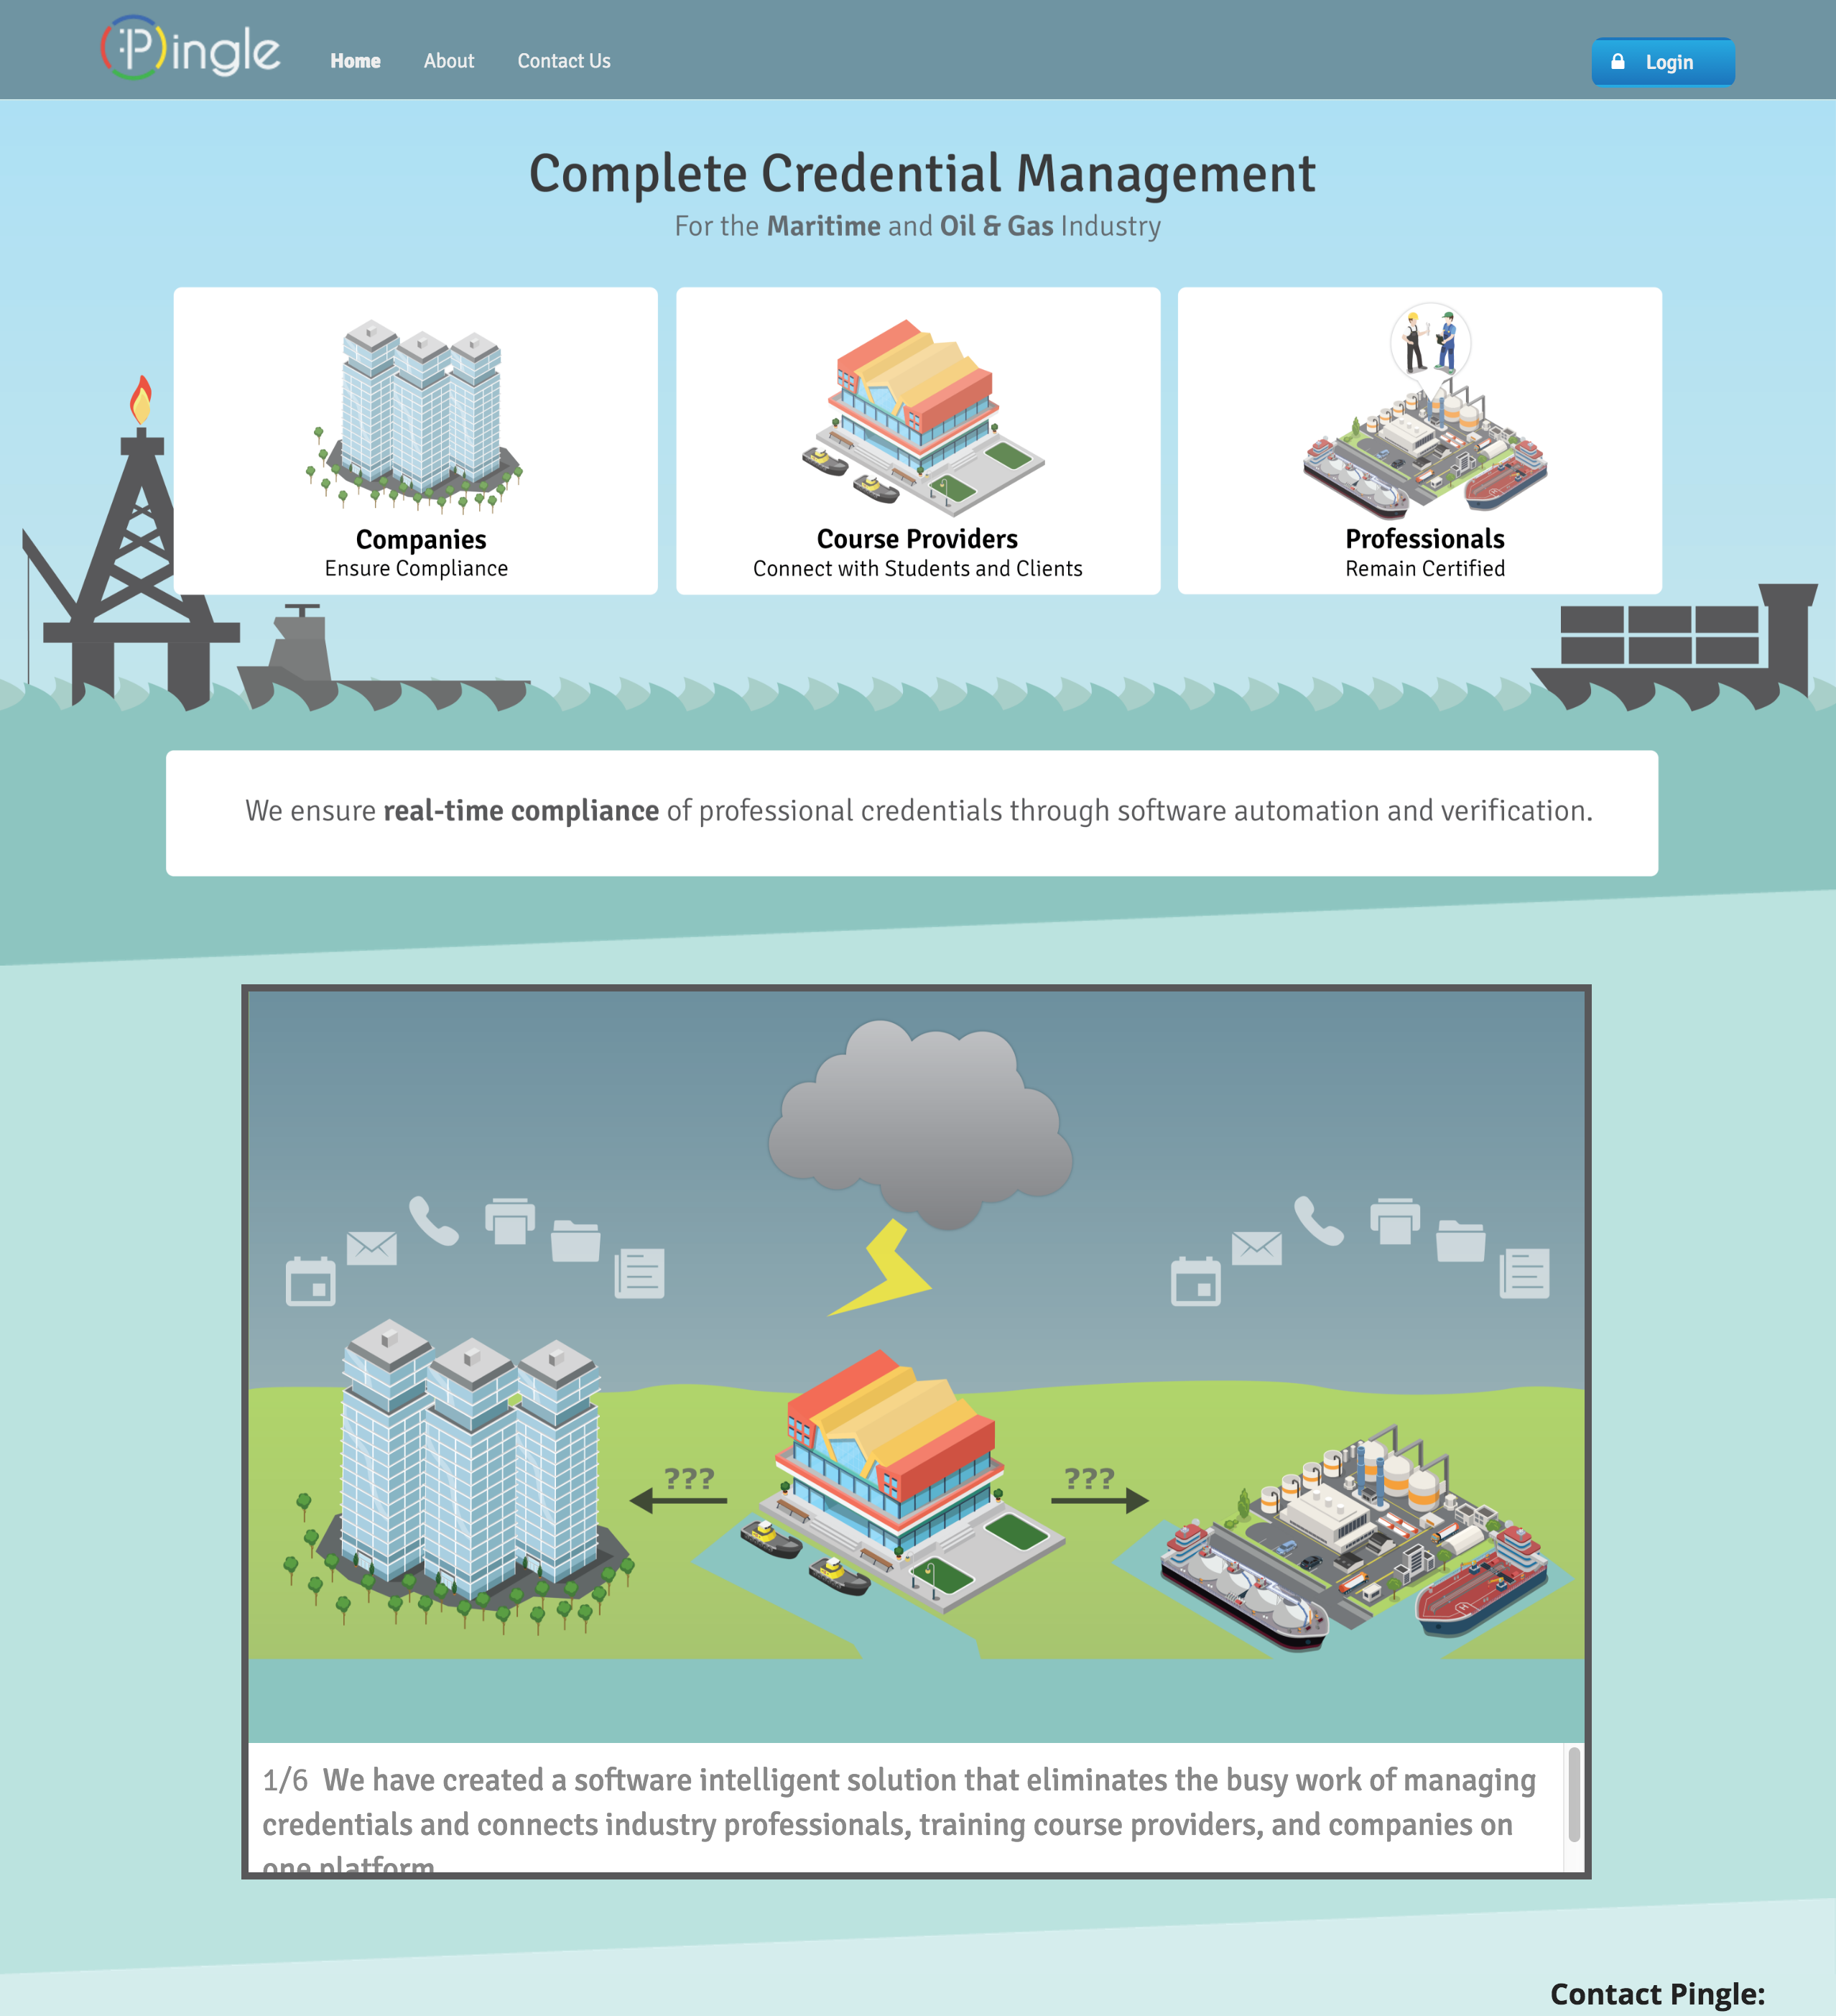 Pingle
Home
About
Contact Us
Login
Complete Credential Management
For the Maritime and Oil & Gas Industry
Companies
Ensure Compliance
Course Providers
Connect with Students and Clients
Professionals
Remain Certified
We ensure real-time compliance of professional credentials through software automation and verification.
???
???
1/6 We have created a software intelligent solution that eliminates the busy work of managing
credentials and connects industry professionals, training course providers, and companies on
one platform
Contact Pingle: